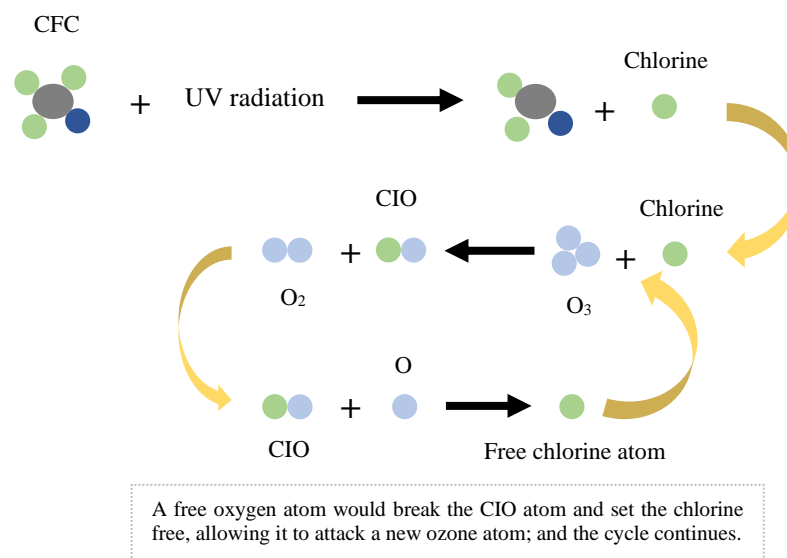 CFC
+
UV radiation
+
Chlorine
CIO
Chlorine
+
+
O₂
O₃
O
+
CIO
Free chlorine atom
A free oxygen atom would break the CIO atom and set the chlorine
free, allowing it to attack a new ozone atom; and the cycle continues.